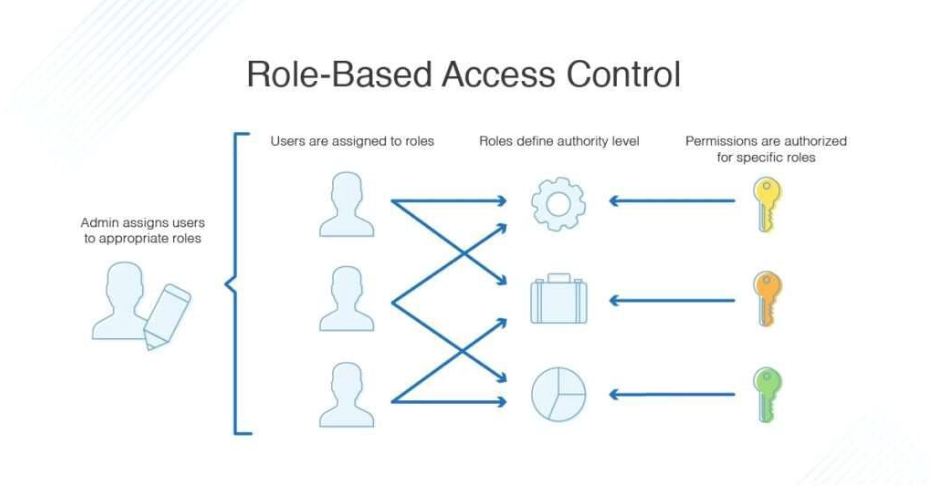 Role-Based Access Control
Users are assigned to roles
Roles define authority level
Permissions are authorized
for specific roles
Admin assigns users
to appropriate roles